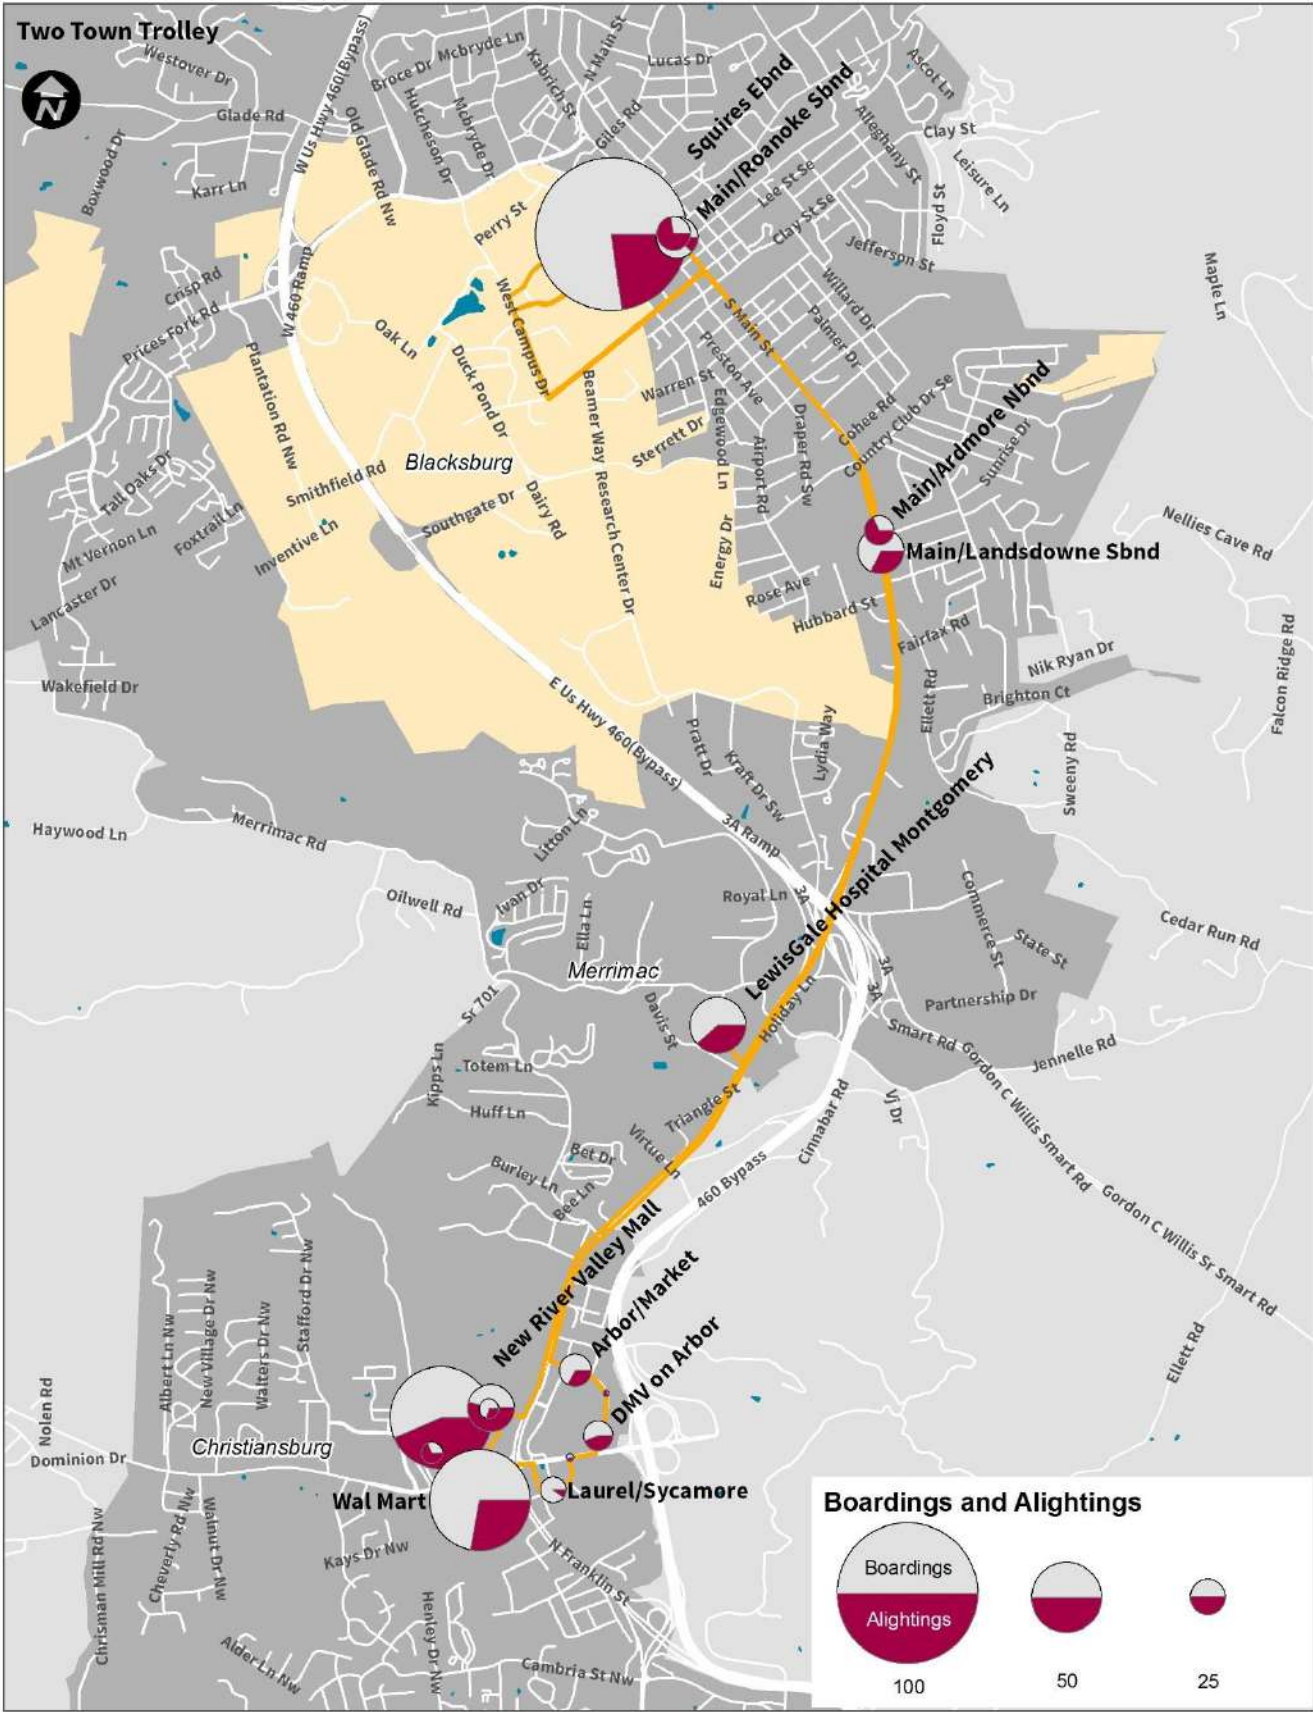 Two Town Trolley
N
Westover Dr
Broce Dr
Mcbryde Ln
Kabrich St
N Main St
Lucas Dr
Ascot Ln
Glade Rd
W Us Hwy 460(Bypass)
Old Glade Rd Nw
Hutcheson Dr
Mcbryde Dr
Giles Rd
Squires Ebnd
Main/Roanoke Sbnd
Alleghany St
Clay St
Leisure Ln
Boxwood Dr
Karr Ln
Perry St
Lee St Se
Clay St Se
Floyd St
Jefferson St
Maple Ln
Crisp Rd
W 460 Ramp
Prices Fork Rd
Oak Ln
West Campus Dr
S Main St
Willard Dr
Palmer Dr
Plantation Rd Nw
Duck Pond Dr
Beamer Way
Warren St
Preston Ave
Edgewood Ln
Sterrett Dr
Airport Rd
Draper Rd Sw
Cohee Rd
Country Club Dr Se
Main/Ardmore Nbnd
Sunrise Dr
Blacksburg
Tall Oaks Dr
Smithfield Rd
Mt Vernon Ln
Foxtrail Ln
Inventive Ln
Southgate Dr
Dairy Rd
Research Center Dr
Energy Dr
Main/Landsdowne Sbnd
Nellies Cave Rd
Lancaster Dr
Rose Ave
Hubbard St
Fairfax Rd
Nik Ryan Dr
Falcon Ridge Rd
Wakefield Dr
E Us Hwy 460(Bypass)
Ellett Rd
Brighton Ct
Pratt Dr
Kraft Dr Sw
Lydia Way
Sweeny Rd
Haywood Ln
Merrimac Rd
Litton Ln
3A Ramp
LewisGale Hospital Montgomery
Oilwell Rd
Ivan Dr
Ella Ln
Royal Ln
3A
Commerce St
State St
Cedar Run Rd
Merrimac
Sr 701
Davis St
Holiday Ln
3A
3A
Partnership Dr
Smart Rd
Jennelle Rd
Kipps Ln
Totem Ln
Huff Ln
Triangle St
Cinnabar Rd
Vj Dr
Gordon C Willis Smart Rd
Bet Dr
Virtue Ln
Burley Ln
Bee Ln
460 Bypass
Gordon C Willis Sr Smart Rd
New River Valley Mall
Arbor/Market
DMV on Arbor
Albert Ln Nw
New Village Dr Nw
Walters Dr Nw
Stafford Dr Nw
Ellett Rd
Nolen Rd
Christiansburg
Dominion Dr
Wal Mart
Laurel/Sycamore
Chrisman Mill Rd Nw
Cheverly Rd Nw
Walnut Dr Nw
Kays Dr Nw
N Franklin St
Henley Dr Nw
Alder Ln Nw
Cambria St Nw
Boardings and Alightings
Boardings
Alightings
100
50
25